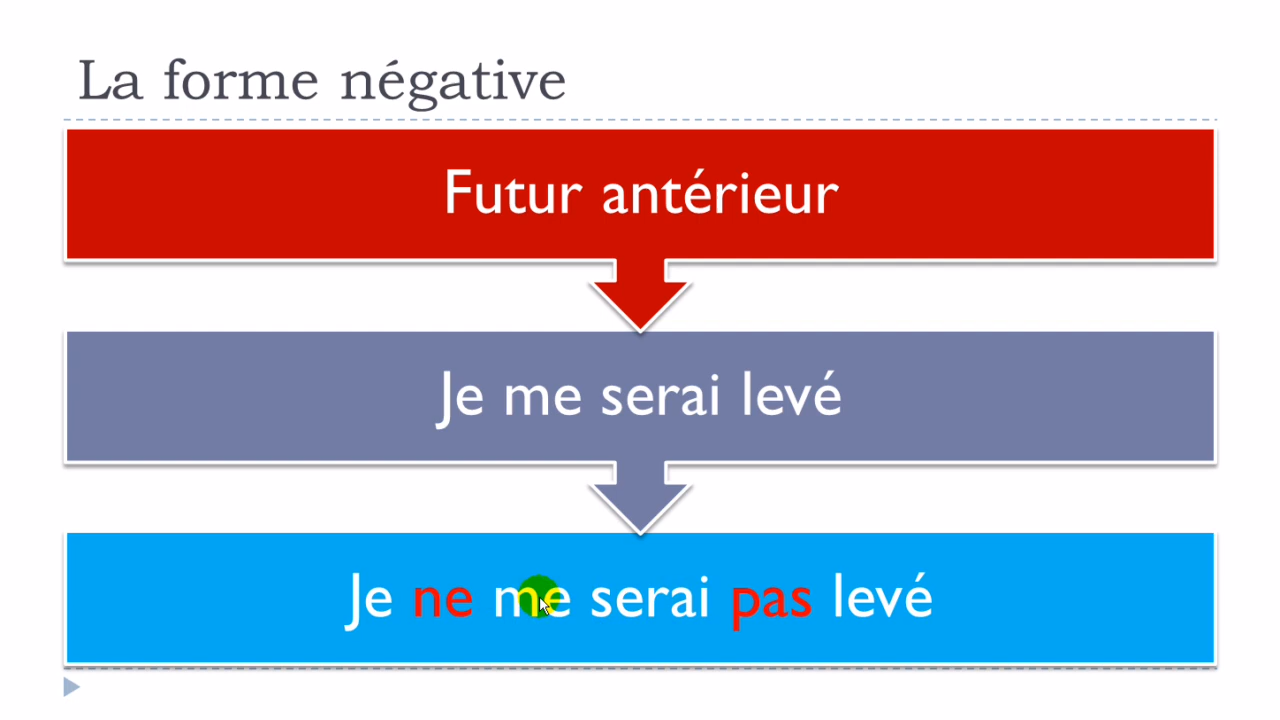 La forme négative
Futur antérieur
Je me serai levé
Je ne me serai pas levé